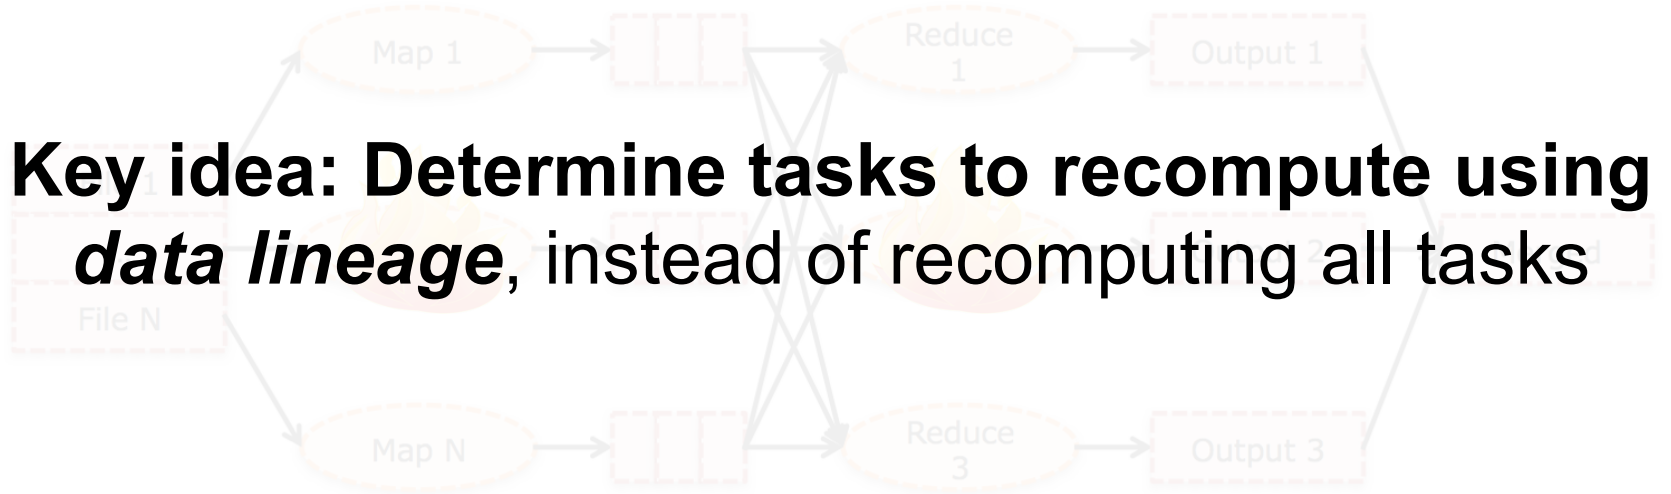 Map 1
Reduce
1
Output 1
Key idea: Determine tasks to recompute using
data lineage, instead of recomputing all tasks
File N
Map N
Reduce
3
Output 3